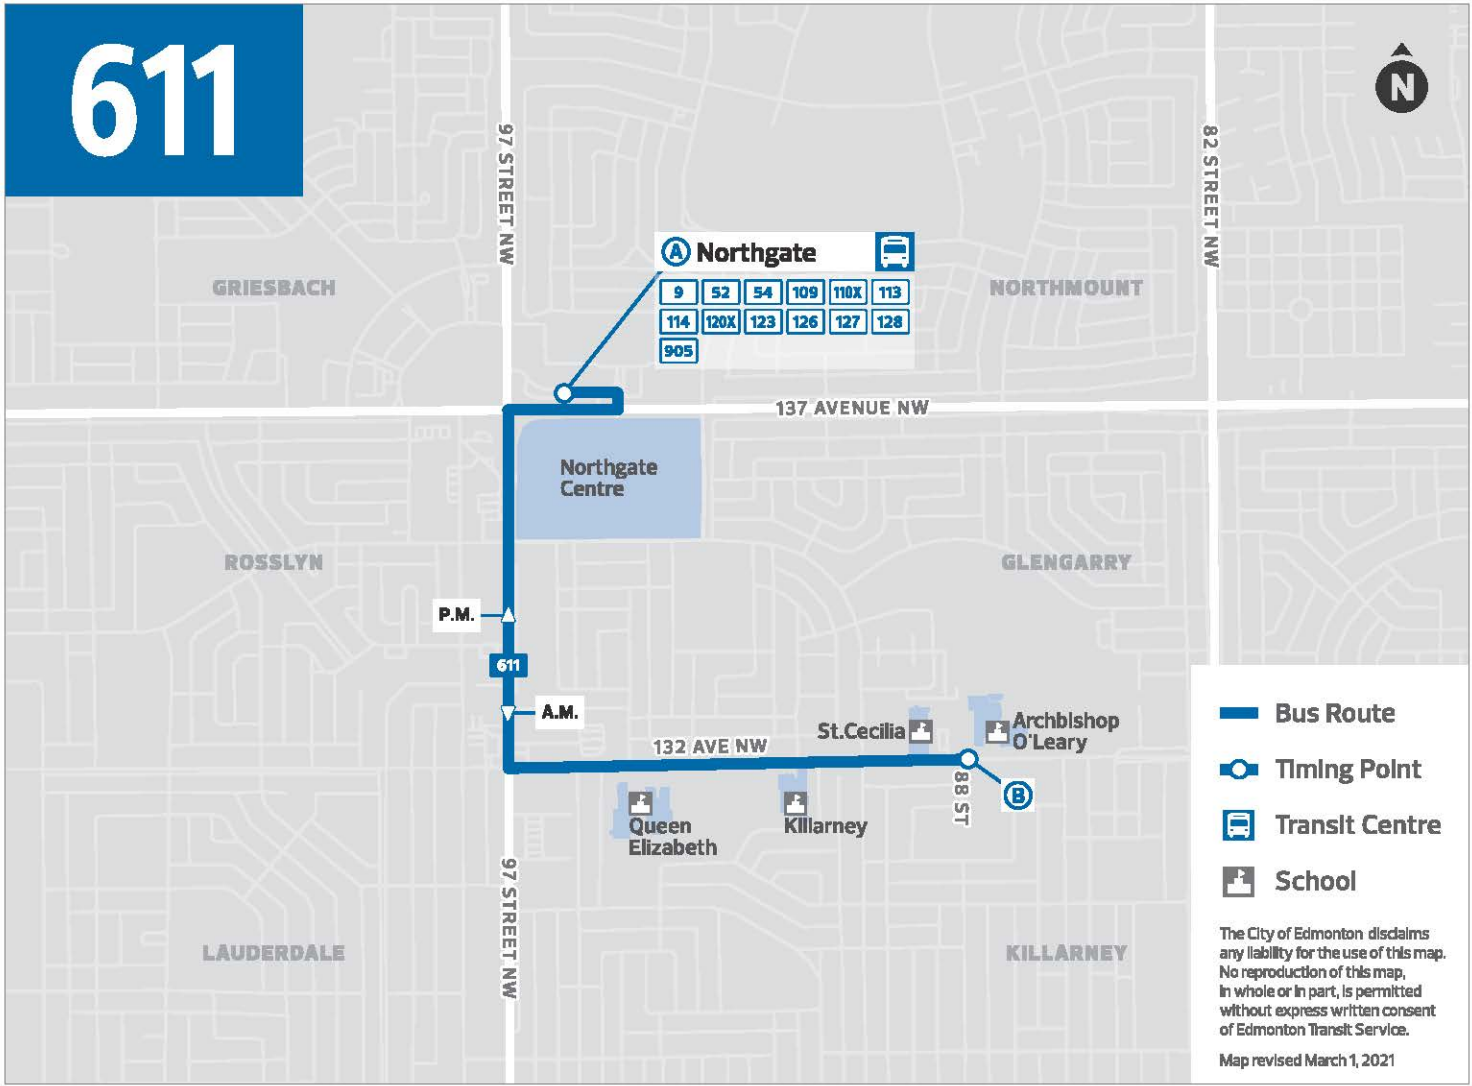 611
N
97 STREET NW
82 STREET NW
A Northgate
9 52 54 109 110X 113
114 120X 123 126 127 128
905
GRIESBACH
NORTHMOUNT
137 AVENUE NW
Northgate
Centre
ROSSLYN
GLENGARRY
P.M.
611
A.M.
132 AVE NW
St.Cecilia
Archbishop
O'Leary
88 ST
B
Queen
Elizabeth
Killarney
97 STREET NW
LAUDERDALE
KILLARNEY
Bus Route
Timing Point
Transit Centre
School
The City of Edmonton disclaims
any liability for the use of this map.
No reproduction of this map,
in whole or in part, is permitted
without express written consent
of Edmonton Transit Service.
Map revised March 1, 2021